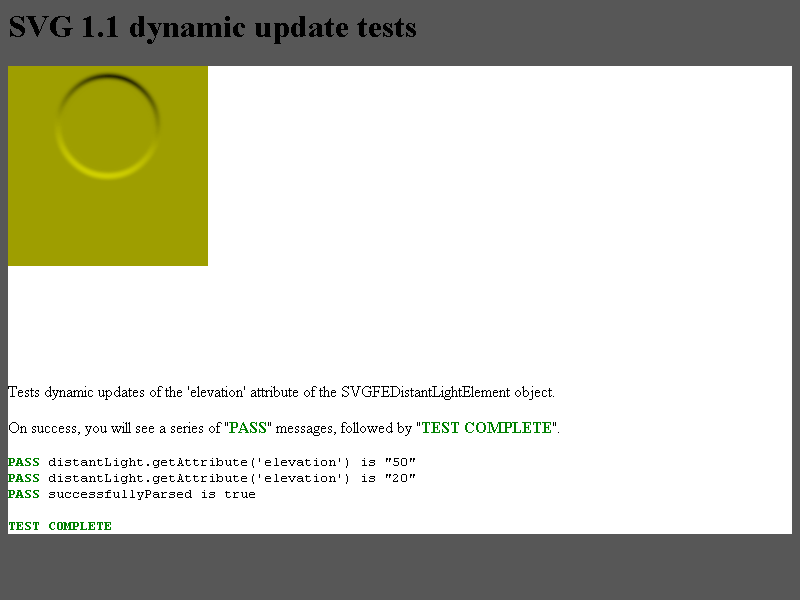 SVG 1.1 dynamic update tests
Tests dynamic updates of the 'elevation' attribute of the SVGFEDistantLightElement object.
On success, you will see a series of "PASS" messages, followed by "TEST COMPLETE".
PASS distantLight.getAttribute('elevation') is "50"
PASS distantLight.getAttribute('elevation') is "20"
PASS successfullyParsed is true
TEST COMPLETE